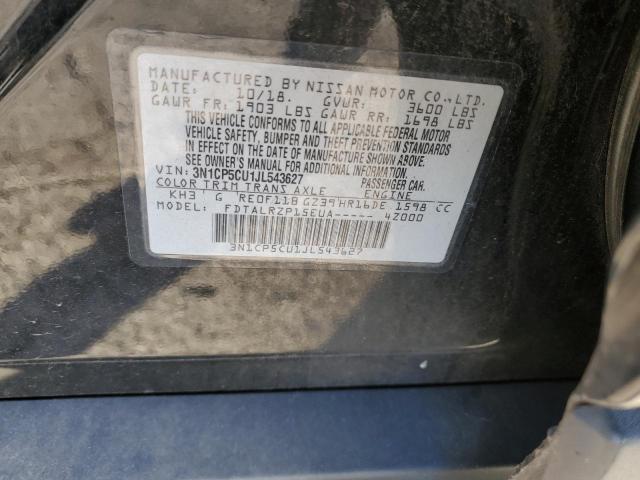 MANUFACTURED BY NISSAN MOTOR CO.,LTD.
DATE: 10/18. GVWR: 3600 LBS
GAWR FR: 1903 LBS GAWR RR: 1698 LBS
THIS VEHICLE CONFORMS TO ALL APPLICABLE FEDERAL MOTOR
VEHICLE SAFETY, BUMPER AND THEFT PREVENTION STANDARDS
IN EFFECT ON THE DATE OF MANUFACTURE SHOWN ABOVE.
SEE OWNER'S MANUAL FOR ADDITIONAL INFORMATION.
VIN: 3N1CP5CU1JL543627 PASSENGER CAR.
COLOR TRIM TRANS AXLE ENGINE
KH3 G RE0F11B GZ39 HR16DE 1598 CC
MODEL: FDTALRZP15EUA----- 4Z000
3N1CP5CU1JL543627